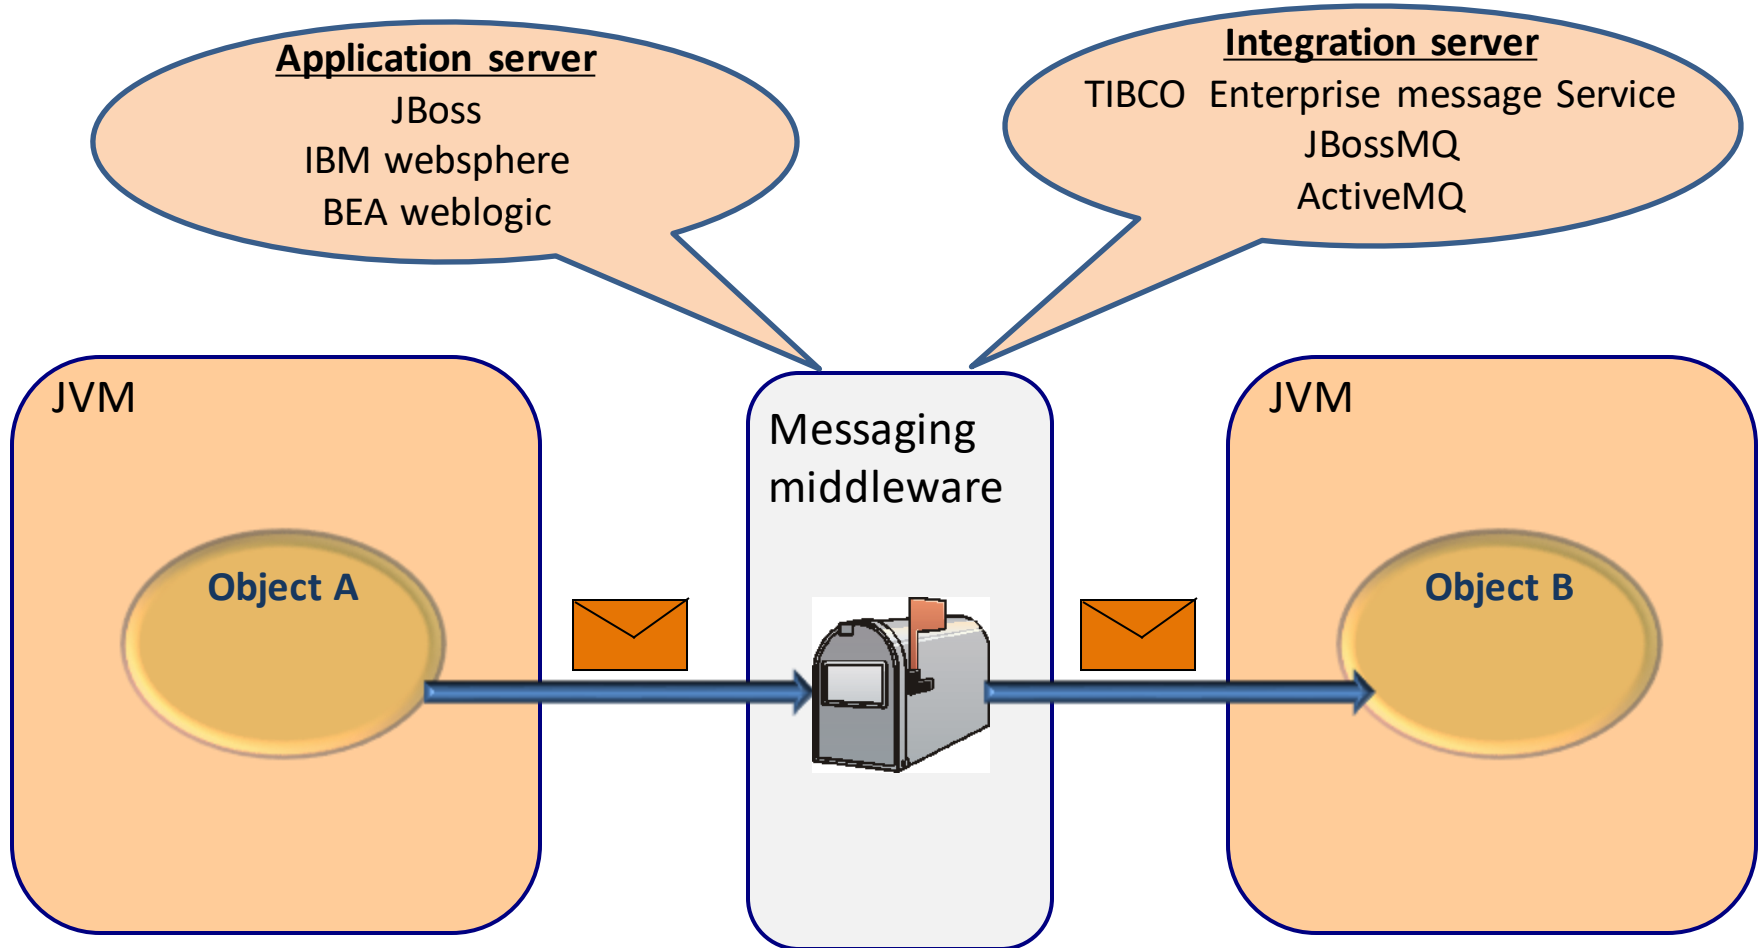 Application server
JBoss
IBM websphere
BEA weblogic
Integration server
TIBCO Enterprise message Service
JBossMQ
ActiveMQ
JVM
Object A
Messaging
middleware
JVM
Object B